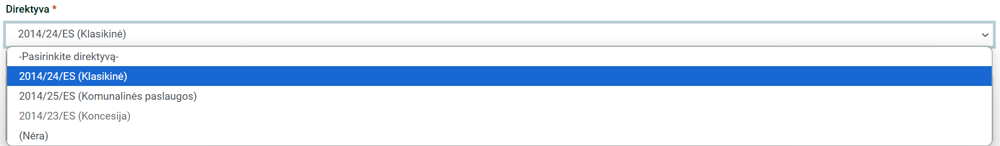 Direktyva *
2014/24/ES (Klasikinė)
-Pasirinkite direktyvą-
2014/24/ES (Klasikinė)
2014/25/ES (Komunalinės paslaugos)
2014/23/ES (Koncesija)
(Nėra)